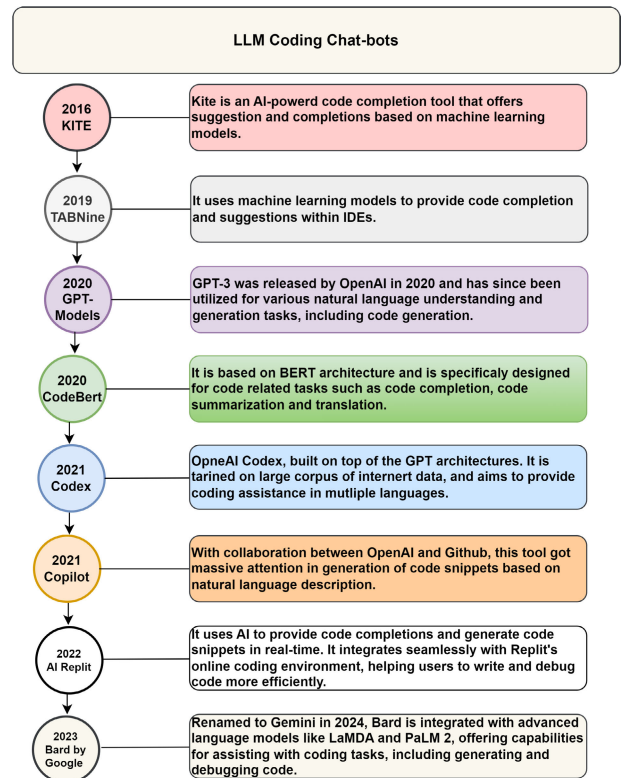 LLM Coding Chat-bots
2016
KITE
Kite is an AI-powerd code completion tool that offers
suggestion and completions based on machine learning
models.
2019
TABNine
It uses machine learning models to provide code completion
and suggestions within IDEs.
2020
GPT-
Models
GPT-3 was released by OpenAI in 2020 and has since been
utilized for various natural language understanding and
generation tasks, including code generation.
2020
CodeBert
It is based on BERT architecture and is specificaly designed
for code related tasks such as code completion, code
summarization and translation.
2021
Codex
OpneAI Codex, built on top of the GPT architectures. It is
tarined on large corpus of internert data, and aims to provide
coding assistance in mutliple languages.
2021
Copilot
With collaboration between OpenAI and Github, this tool got
massive attention in generation of code snippets based on
natural language description.
2022
AI Replit
It uses AI to provide code completions and generate code
snippets in real-time. It integrates seamlessly with Replit's
online coding environment, helping users to write and debug
code more efficiently.
2023
Bard by
Google
Renamed to Gemini in 2024, Bard is integrated with advanced
language models like LaMDA and PaLM 2, offering capabilities
for assisting with coding tasks, including generating and
debugging code.